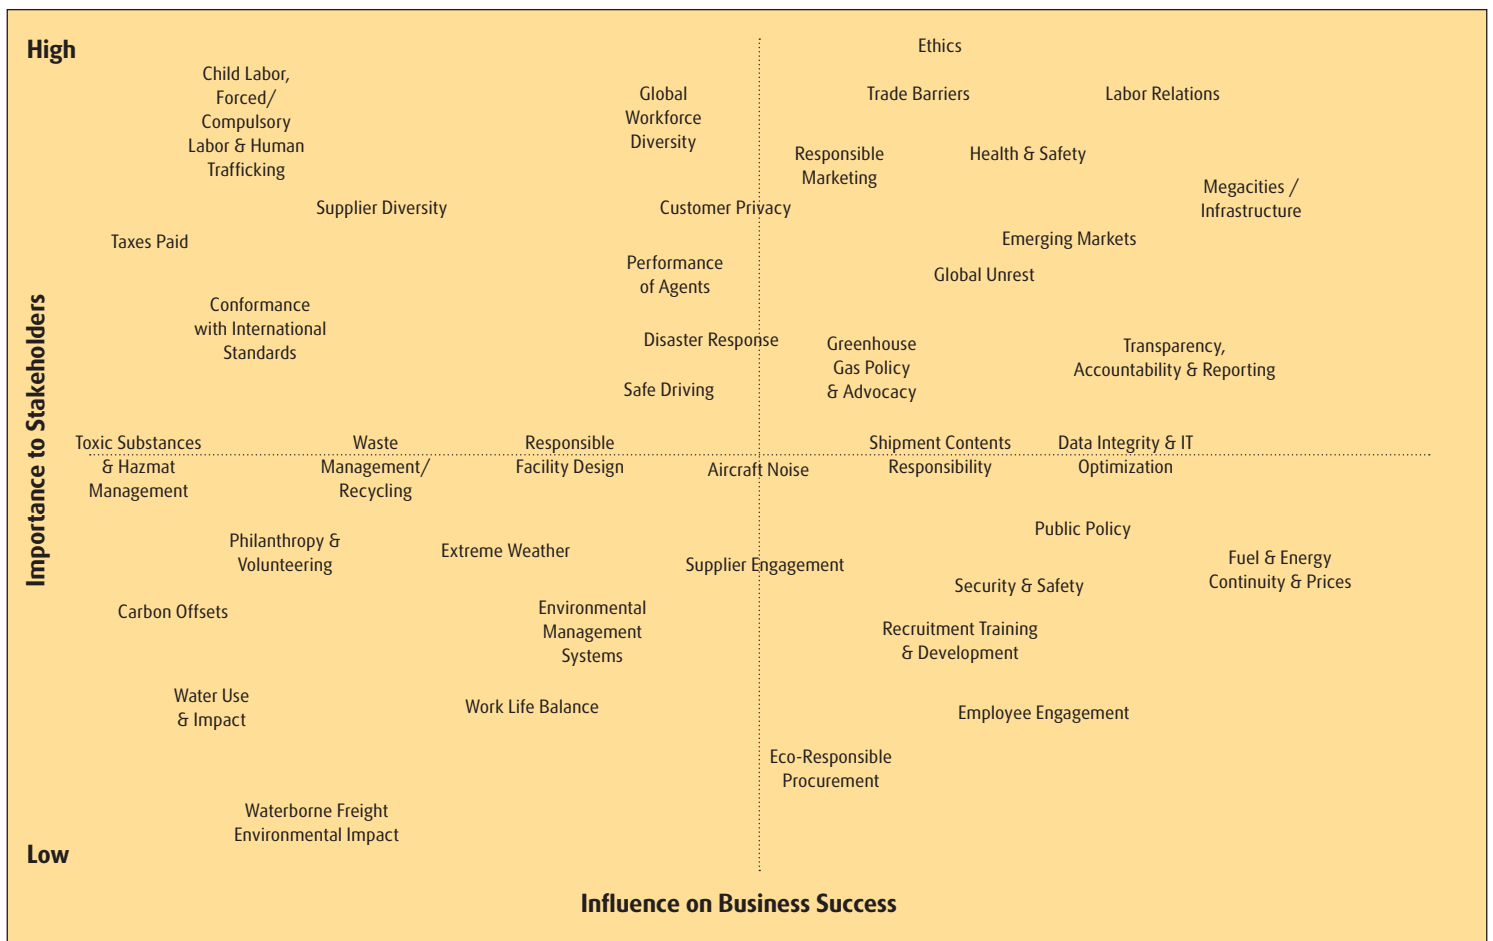 High
Ethics
Child Labor,
Forced/
Compulsory
Labor & Human
Trafficking
Global
Workforce
Diversity
Trade Barriers
Labor Relations
Responsible
Marketing
Health & Safety
Megacities /
Infrastructure
Supplier Diversity
Customer Privacy
Taxes Paid
Emerging Markets
Performance
of Agents
Global Unrest
Conformance
with International
Standards
Disaster Response
Greenhouse
Gas Policy
& Advocacy
Transparency,
Accountability & Reporting
Safe Driving
Importance to Stakeholders
Toxic Substances
& Hazmat
Management
Waste
Management/
Recycling
Responsible
Facility Design
Aircraft Noise
Shipment Contents
Responsibility
Data Integrity & IT
Optimization
Public Policy
Philanthropy &
Volunteering
Extreme Weather
Supplier Engagement
Fuel & Energy
Continuity & Prices
Security & Safety
Carbon Offsets
Environmental
Management
Systems
Recruitment Training
& Development
Water Use
& Impact
Work Life Balance
Employee Engagement
Eco-Responsible
Procurement
Waterborne Freight
Environmental Impact
Low
Influence on Business Success